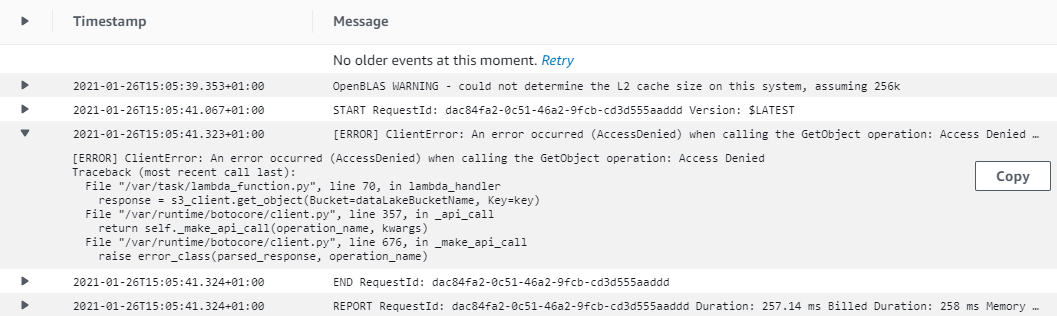 Timestamp Message
No older events at this moment. Retry
2021-01-26T15:05:39.353+01:00 OpenBLAS WARNING - could not determine the L2 cache size on this system, assuming 256k
2021-01-26T15:05:41.067+01:00 START RequestId: dac84fa2-0c51-46a2-9fcb-cd3d555aaddd Version: $LATEST
2021-01-26T15:05:41.323+01:00 [ERROR] ClientError: An error occurred (AccessDenied) when calling the GetObject operation: Access Denied …
[ERROR] ClientError: An error occurred (AccessDenied) when calling the GetObject operation: Access Denied
Traceback (most recent call last):
Copy
File "/var/task/lambda_function.py", line 70, in lambda_handler
response = s3_client.get_object(Bucket=dataLakeBucketName, Key=key)
File "/var/runtime/botocore/client.py", line 357, in _api_call
return self._make_api_call(operation_name, kwargs)
File "/var/runtime/botocore/client.py", line 676, in _make_api_call
raise error_class(parsed_response, operation_name)
2021-01-26T15:05:41.324+01:00 END RequestId: dac84fa2-0c51-46a2-9fcb-cd3d555aaddd
2021-01-26T15:05:41.324+01:00 REPORT RequestId: dac84fa2-0c51-46a2-9fcb-cd3d555aaddd Duration: 257.14 ms Billed Duration: 258 ms Memory …